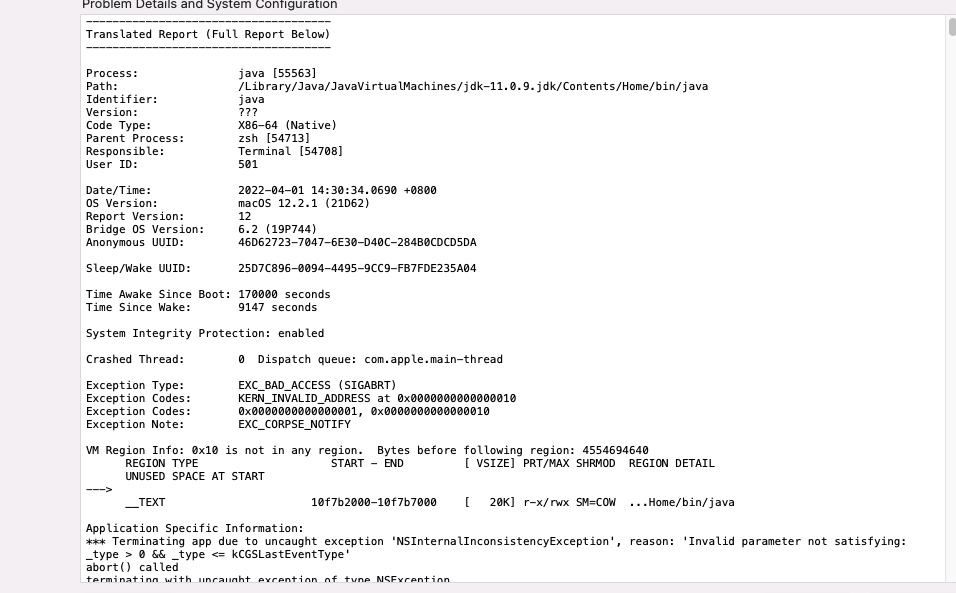 Problem Details and System Configuration
-------------------------------------
Translated Report (Full Report Below)
-------------------------------------
Process: java [55563]
Path: /Library/Java/JavaVirtualMachines/jdk-11.0.9.jdk/Contents/Home/bin/java
Identifier: java
Version: ???
Code Type: X86-64 (Native)
Parent Process: zsh [54713]
Responsible: Terminal [54708]
User ID: 501
Date/Time: 2022-04-01 14:30:34.0690 +0800
OS Version: macOS 12.2.1 (21D62)
Report Version: 12
Bridge OS Version: 6.2 (19P744)
Anonymous UUID: 46D62723-7047-6E30-D40C-284B0CDCD5DA
Sleep/Wake UUID: 25D7C896-0094-4495-9CC9-FB7FDE235A04
Time Awake Since Boot: 170000 seconds
Time Since Wake: 9147 seconds
System Integrity Protection: enabled
Crashed Thread: 0 Dispatch queue: com.apple.main-thread
Exception Type: EXC_BAD_ACCESS (SIGABRT)
Exception Codes: KERN_INVALID_ADDRESS at 0x0000000000000010
Exception Codes: 0x0000000000000001, 0x0000000000000010
Exception Note: EXC_CORPSE_NOTIFY
VM Region Info: 0x10 is not in any region. Bytes before following region: 4554694640
REGION TYPE START - END [ VSIZE] PRT/MAX SHRMOD REGION DETAIL
UNUSED SPACE AT START
--->
__TEXT 10f7b2000-10f7b7000 [ 20K] r-x/rwx SM=COW ...Home/bin/java
Application Specific Information:
*** Terminating app due to uncaught exception 'NSInternalInconsistencyException', reason: 'Invalid parameter not satisfying:
_type > 0 && _type <= kCGSLastEventType'
abort() called
terminating with uncaught exception of type NSException